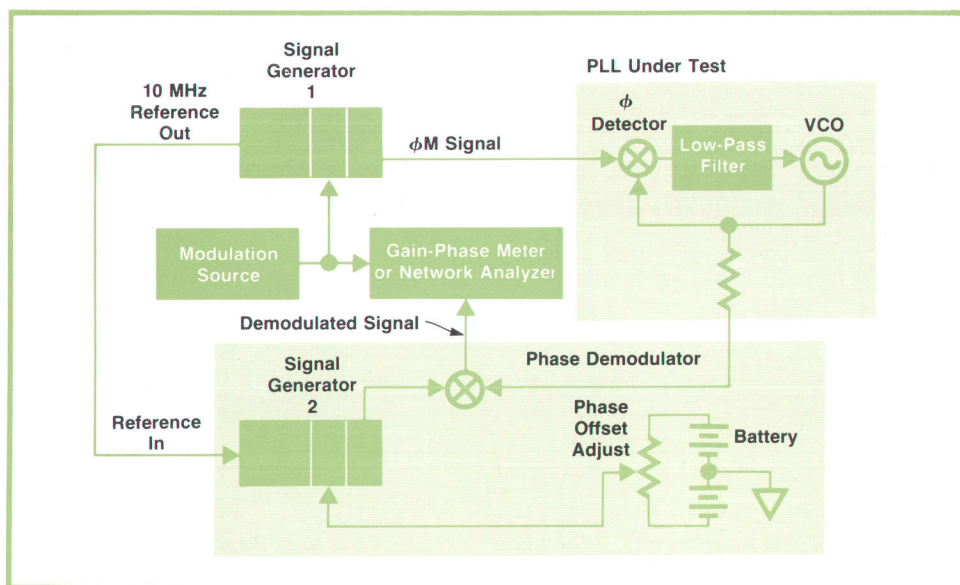 Signal
Generator
1
10 MHz
Reference
Out
ϕM Signal
PLL Under Test
ϕ
Detector
Low-Pass
Filter
VCO
Modulation
Source
Gain-Phase Meter
or Network Analyzer
Demodulated Signal
Phase Demodulator
Signal
Generator
2
Reference
In
Phase
Offset
Adjust
Battery